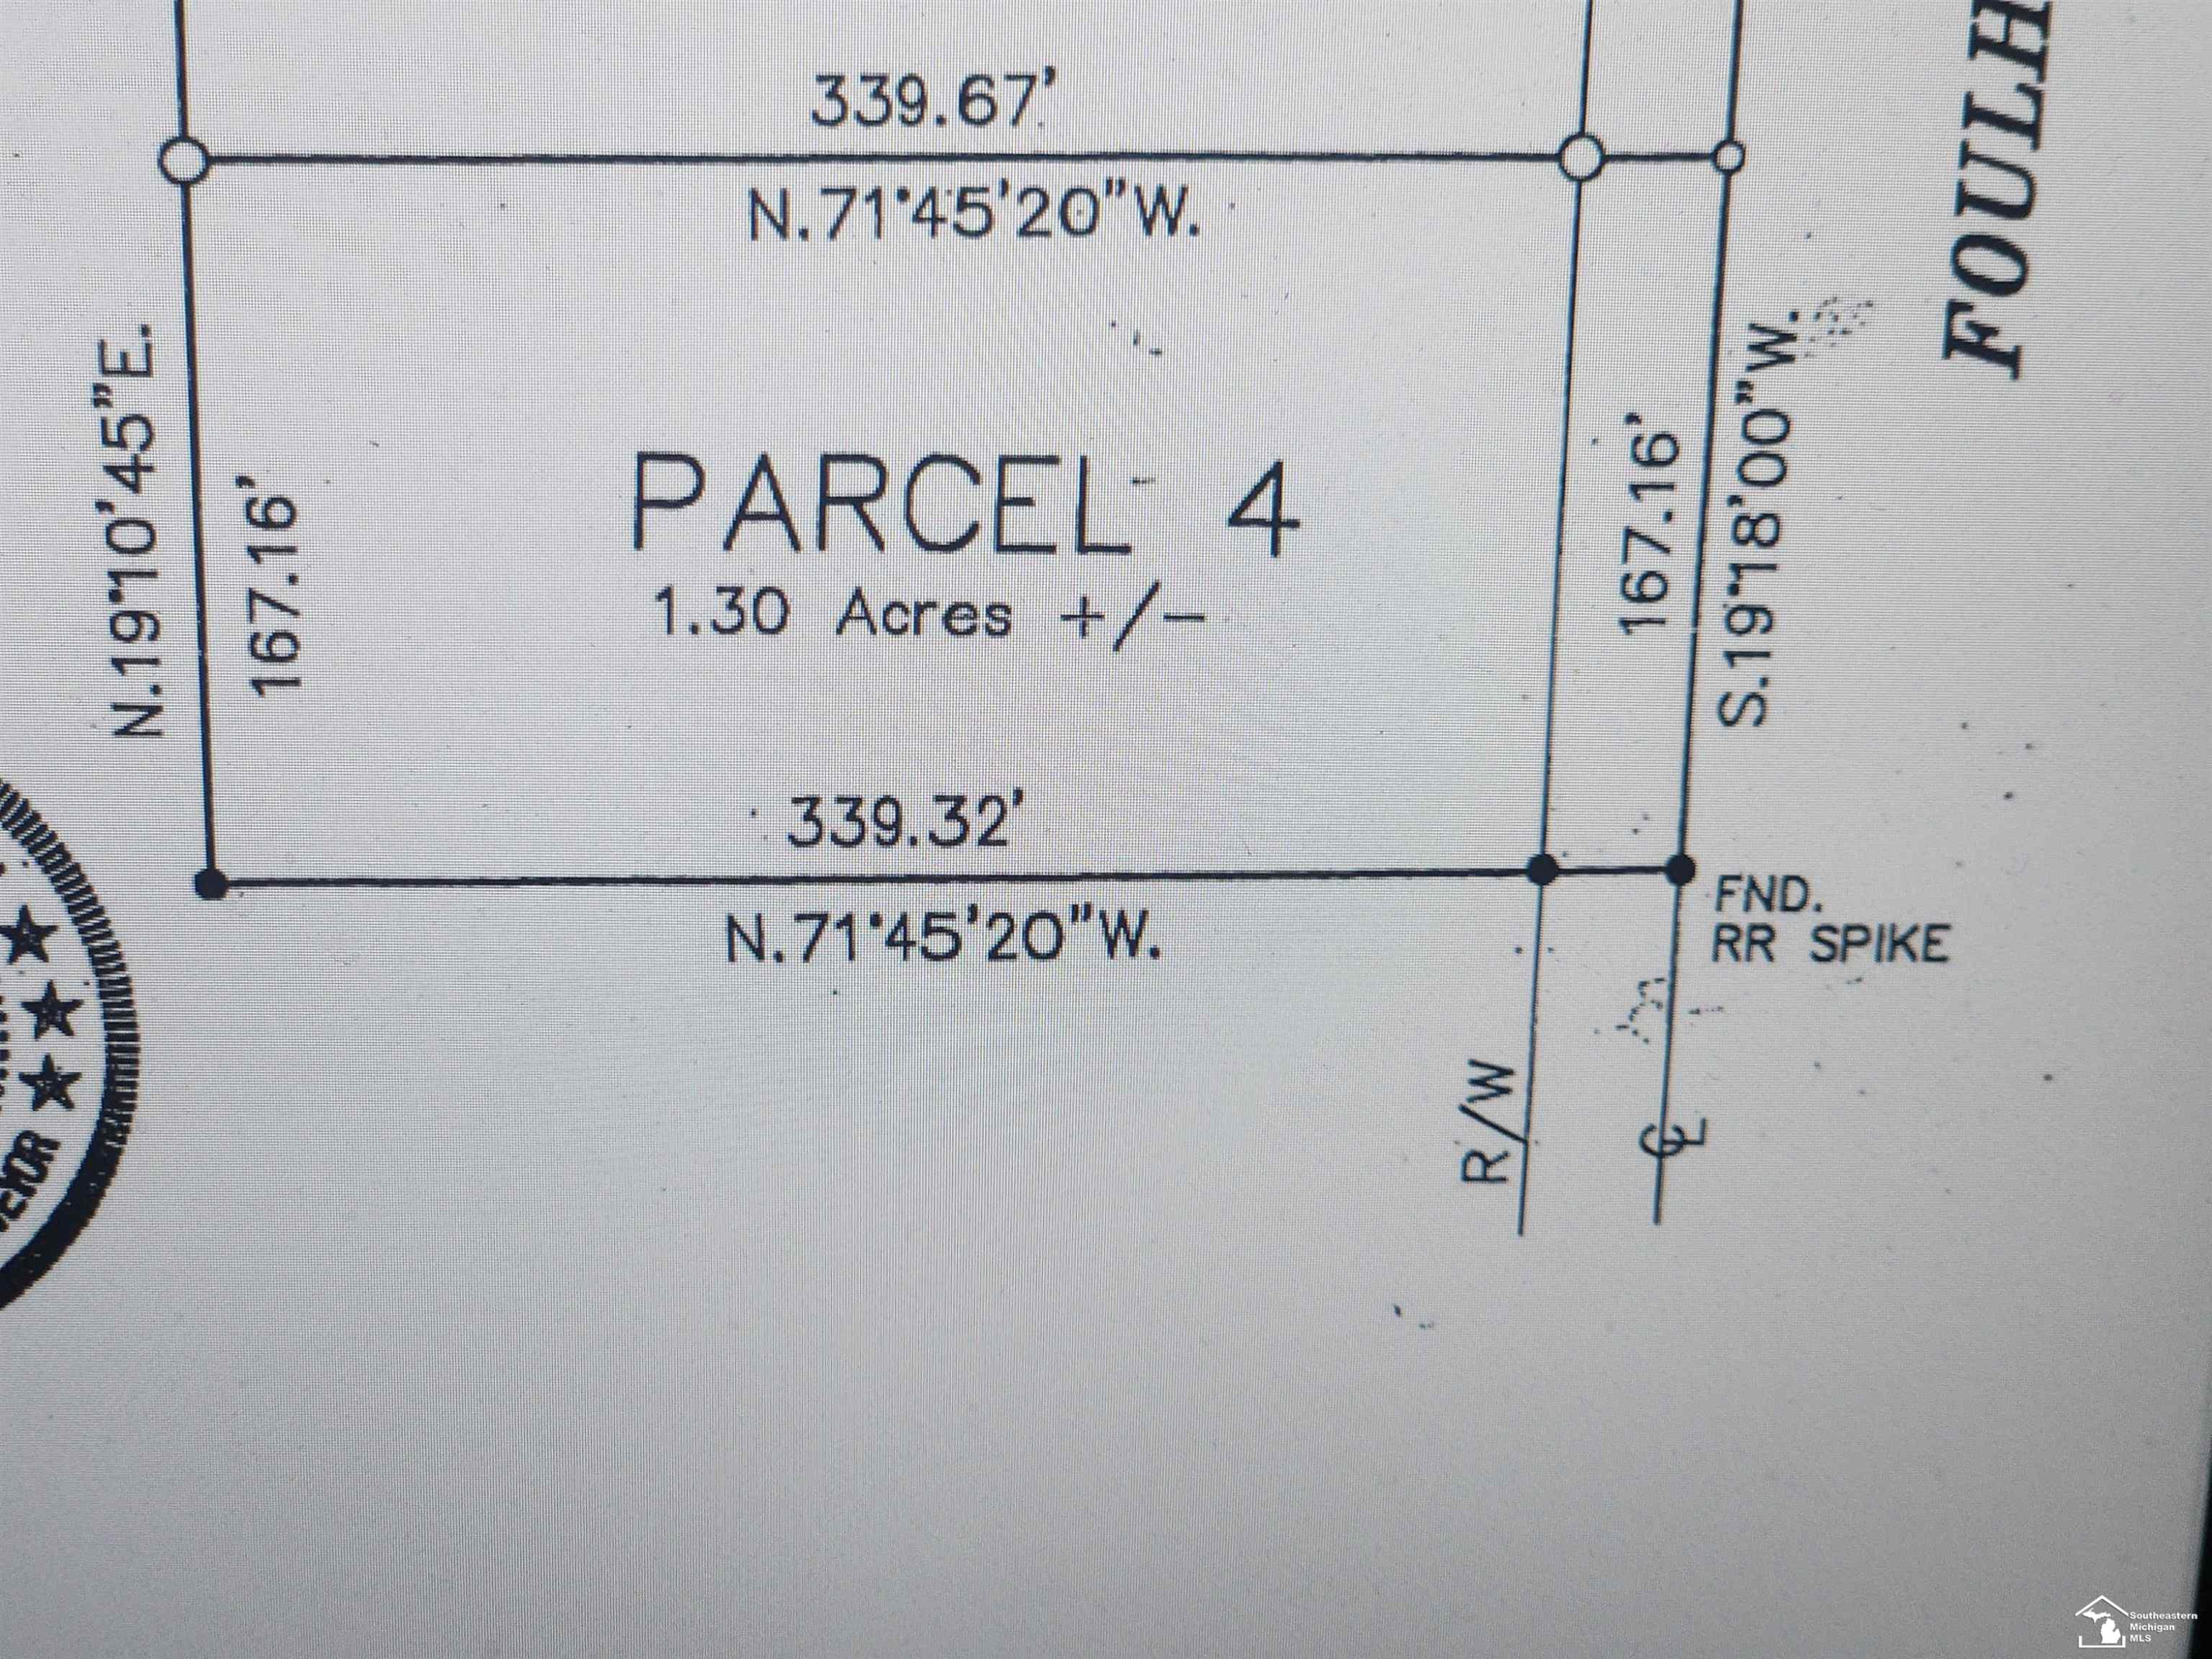 339.67'
N.71°45'20"W.
FOULH
N.19°10'45"E.
167.16'
PARCEL 4
1.30 Acres +/-
167.16'
S.19°18'00"W.
339.32'
N.71°45'20"W.
FND.
RR SPIKE
R/W
℄
Southeastern
Michigan
MLS